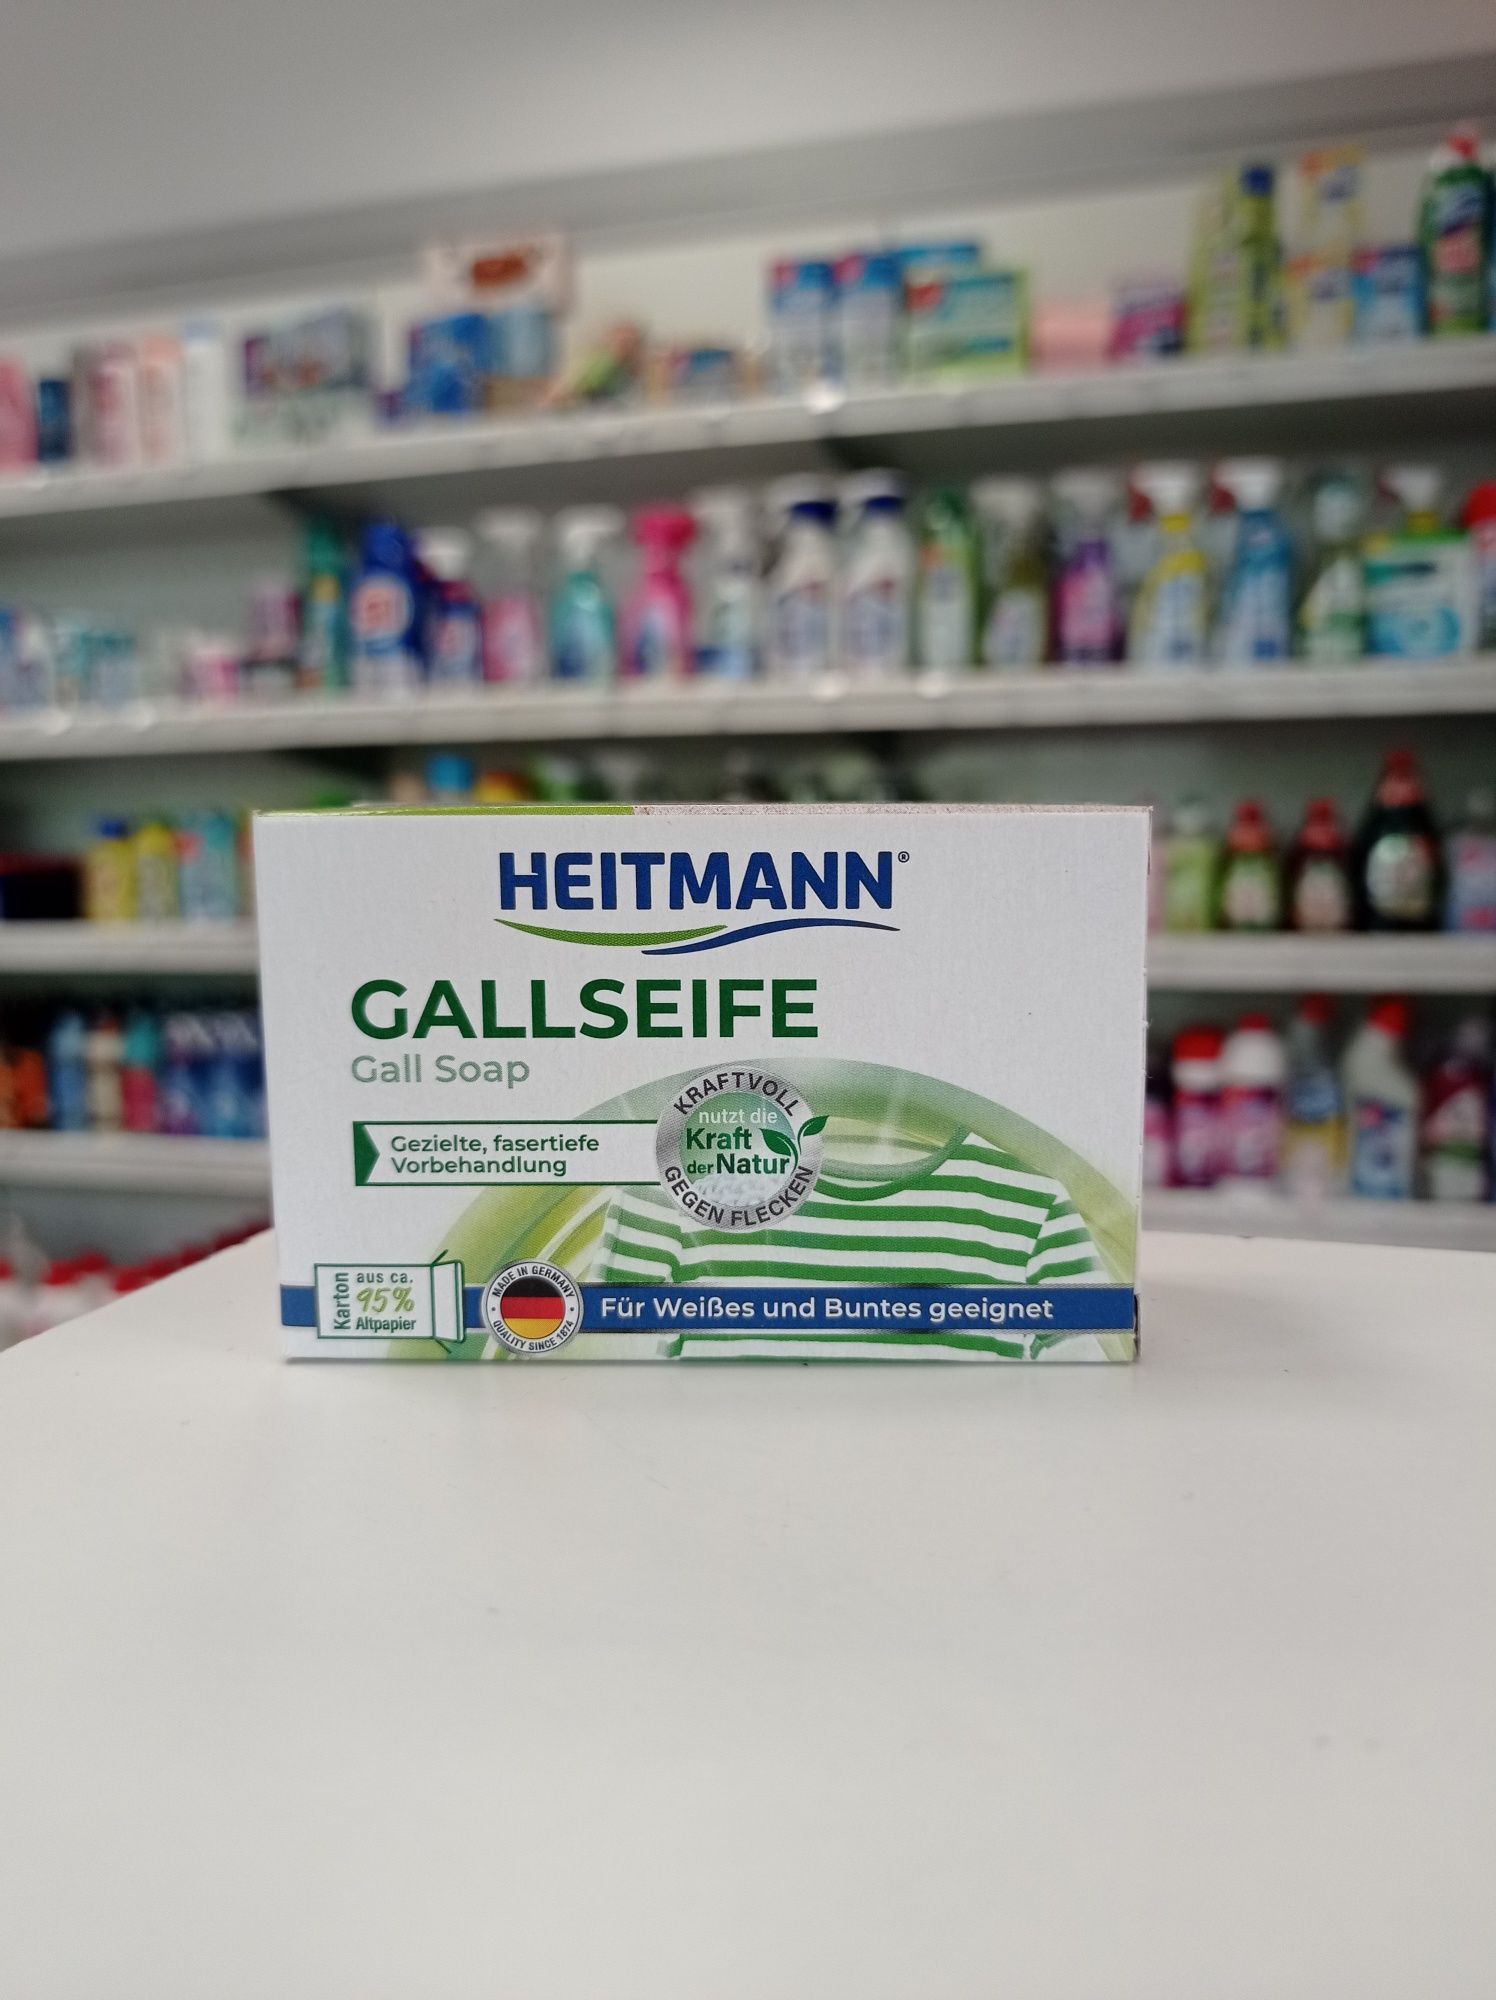 HEITMANN®
GALLSEIFE
Gall Soap
Gezielte, fasertiefe
Vorbehandlung
KRAFTVOLL
nutzt die
Kraft
der Natur
GEGEN FLECKEN
Karton
aus ca.
95%
Altpapier
MADE IN GERMANY
QUALITY SINCE 1874
Für Weißes und Buntes geeignet